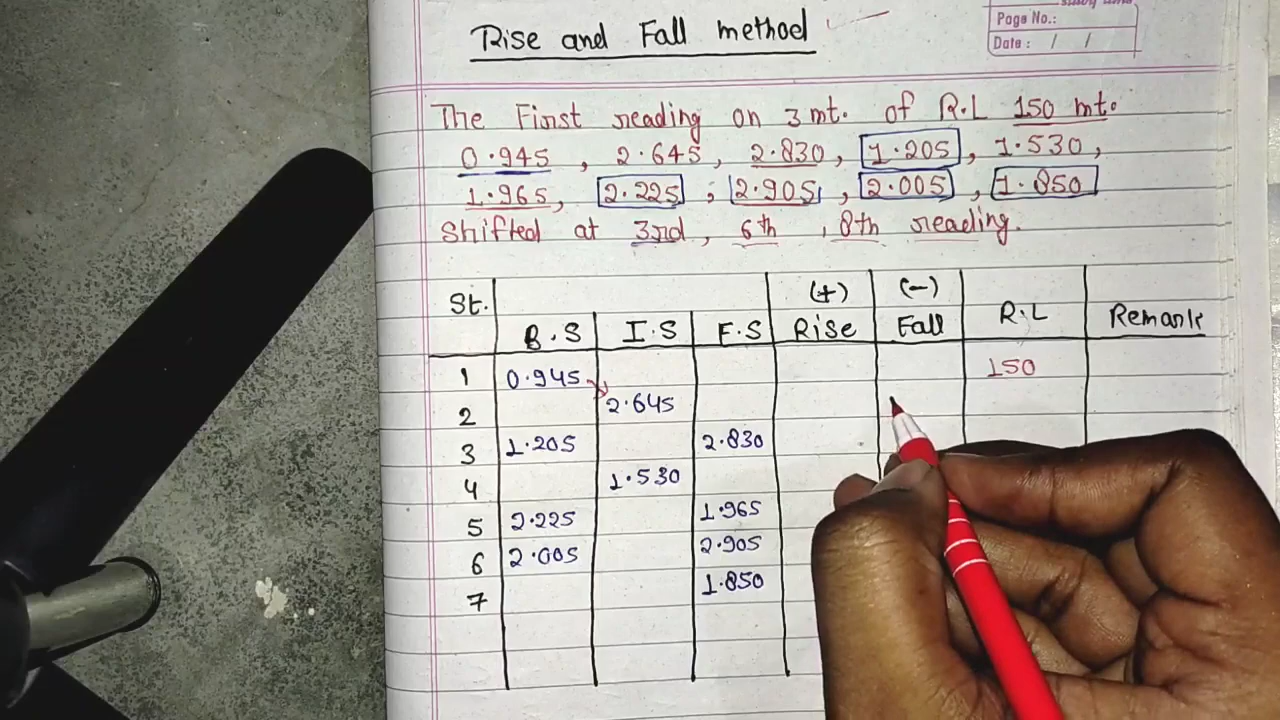 Rise and Fall method
Page No.:
Date: / /
The First reading on 3 mt. of R.L 150 mt.
0.945, 2.645, 2.830, 1.205, 1.530,
1.965, 2.225, 2.905, 2.005, 1.850
Shifted at 3rd, 6th, 8th reading.
St. B.S I.S F.S (+) Rise (-) Fall R.L Remark
1 0.945 150
2 2.645
3 1.205 2.830
4 1.530
5 2.225 1.965
6 2.005 2.905
7 1.850